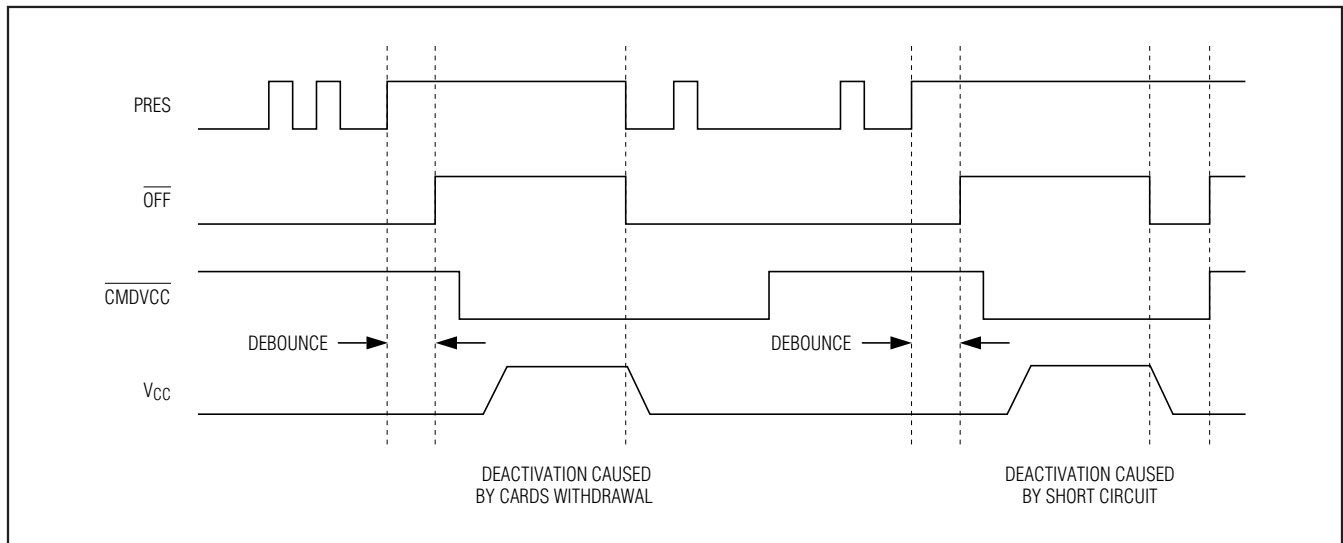 PRES
OFF
CMDVCC
DEBOUNCE
DEBOUNCE
VCC
DEACTIVATION CAUSED
BY CARDS WITHDRAWAL
DEACTIVATION CAUSED
BY SHORT CIRCUIT